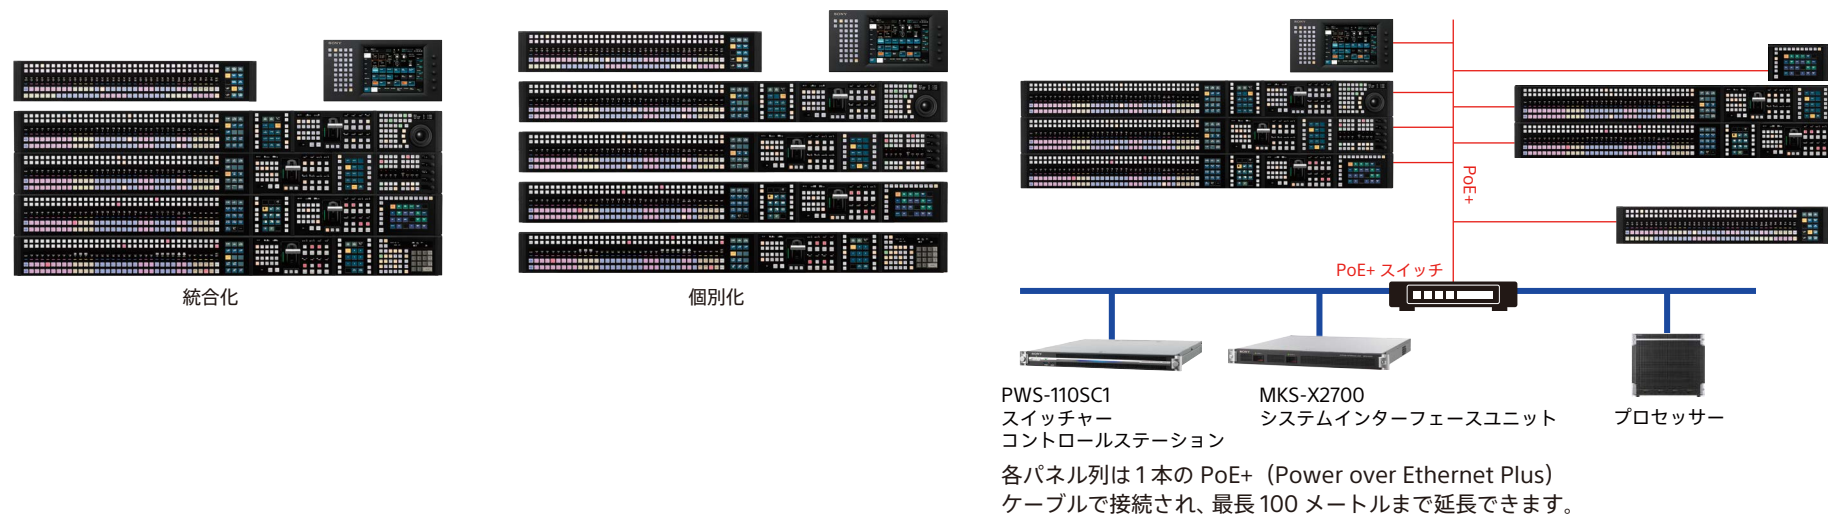 統合化
個別化
PoE+
PoE+ スイッチ
PWS-110SC1
スイッチャー
コントロールステーション
MKS-X2700
システムインターフェースユニット
プロセッサー
各パネル列は1本の PoE+（Power over Ethernet Plus）
ケーブルで接続され、最長100 メートルまで延長できます。